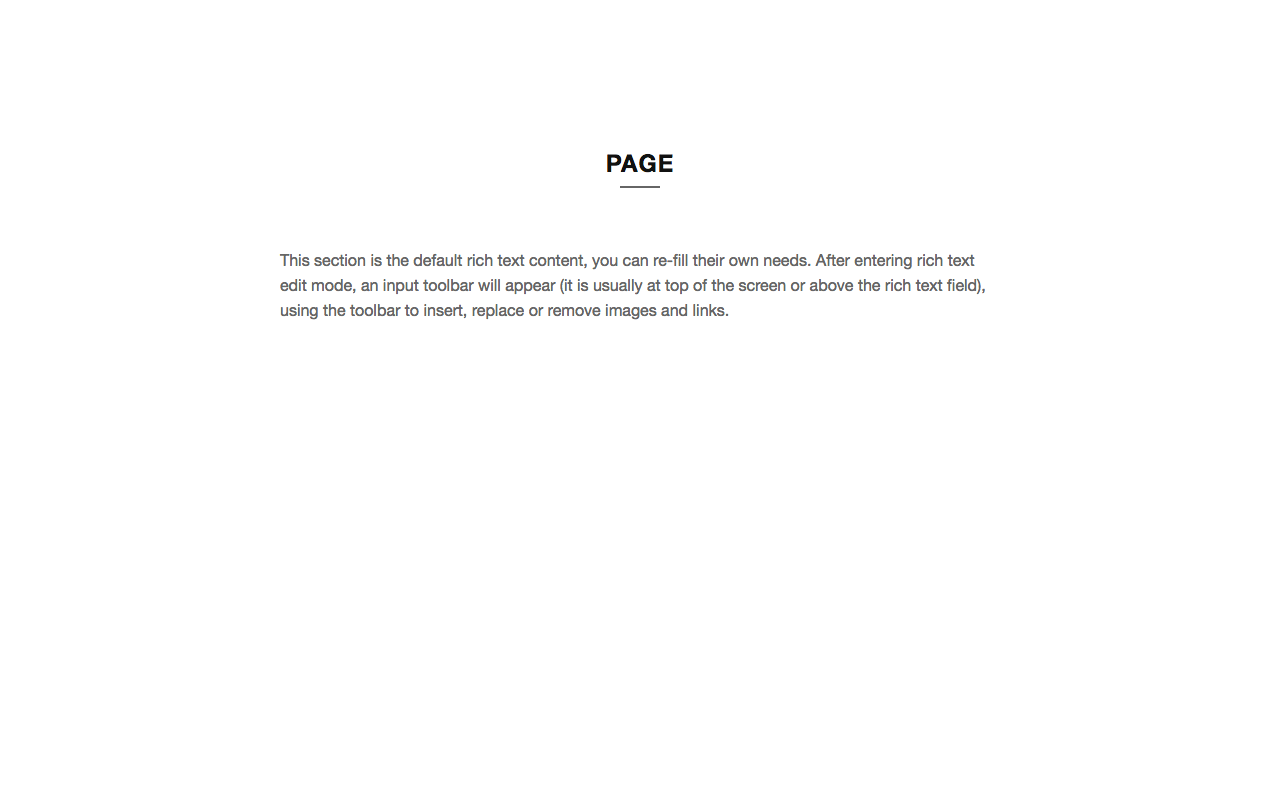 PAGE
This section is the default rich text content, you can re-fill their own needs. After entering rich text
edit mode, an input toolbar will appear (it is usually at top of the screen or above the rich text field),
using the toolbar to insert, replace or remove images and links.